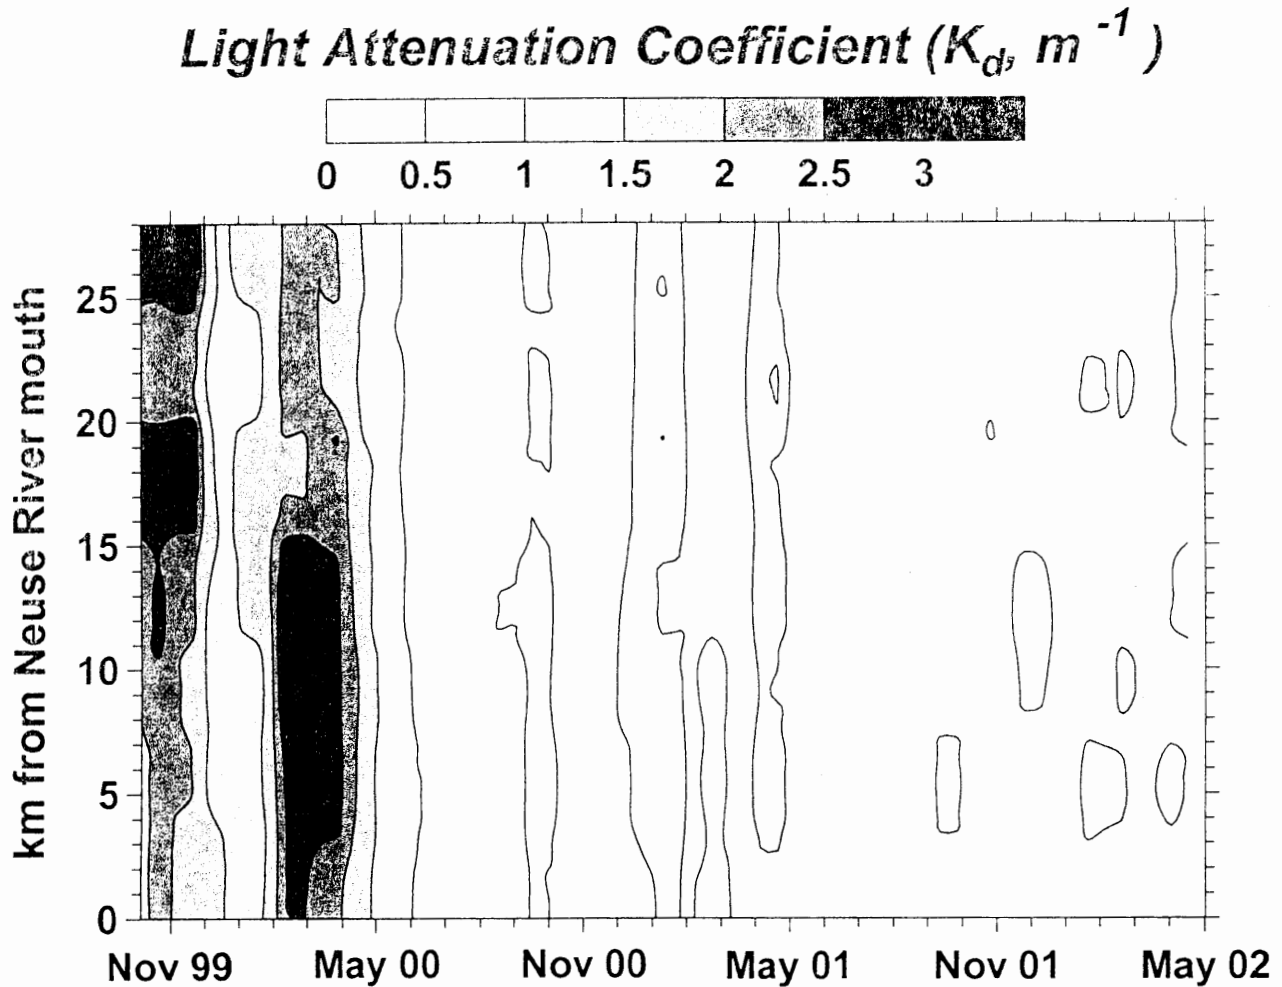 Light Attenuation Coefficient (Kd, m -1 )
0 0.5 1 1.5 2 2.5 3
km from Neuse River mouth
25
20
15
10
5
0
Nov 99 May 00 Nov 00 May 01 Nov 01 May 02